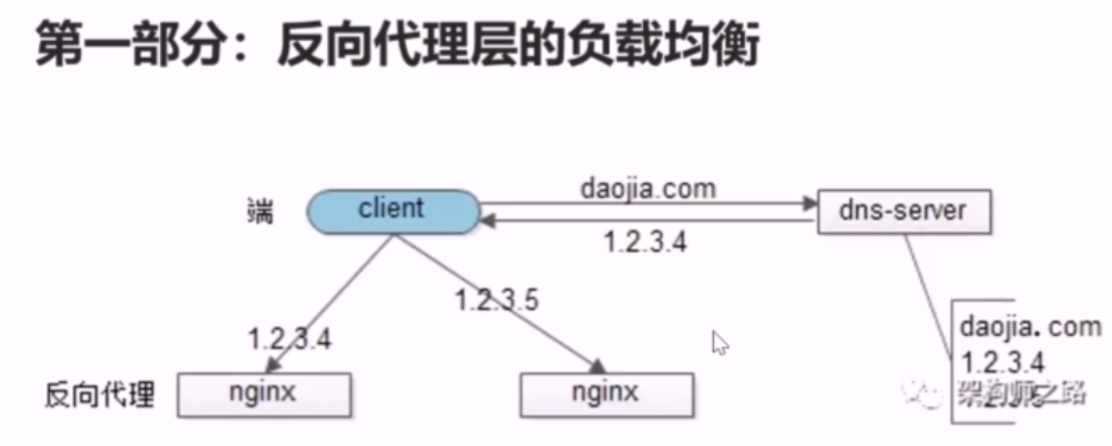 第一部分：反向代理层的负载均衡
daojia.com
端
client
dns-server
1.2.3.4
1.2.3.5
1.2.3.4
daojia.com
1.2.3.4
反向代理
nginx
nginx
架构师之路